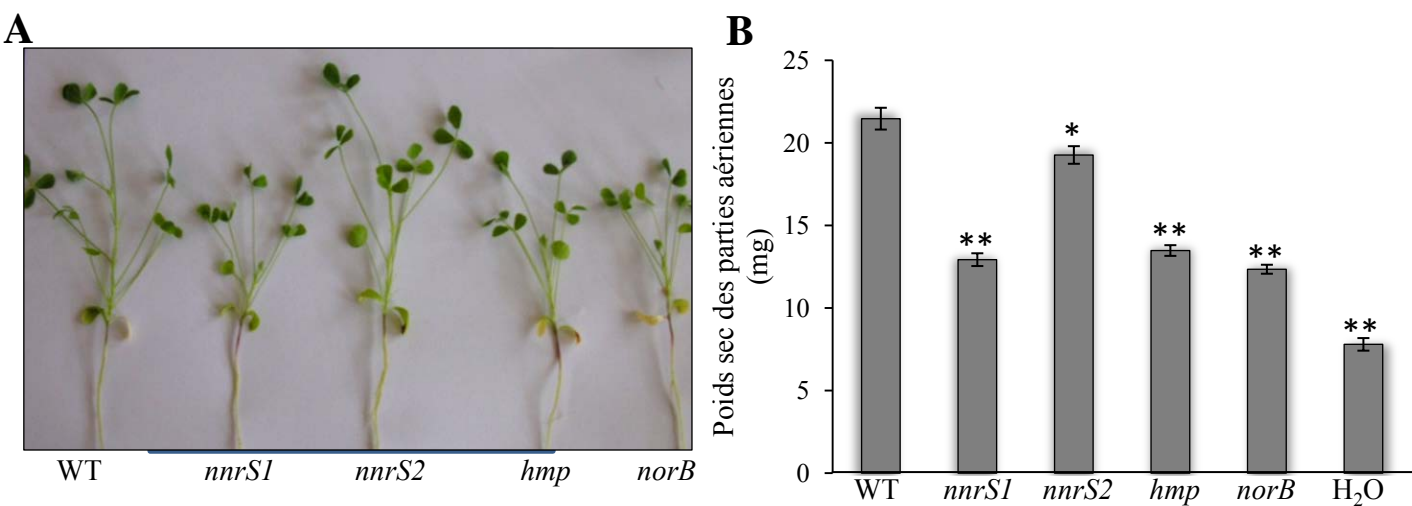 A
WT nnrS1 nnrS2 hmp norB
B
Poids sec des parties aériennes
(mg)
25
20
15
10
5
0
**
*
**
**
**
WT nnrS1 nnrS2 hmp norB H₂O